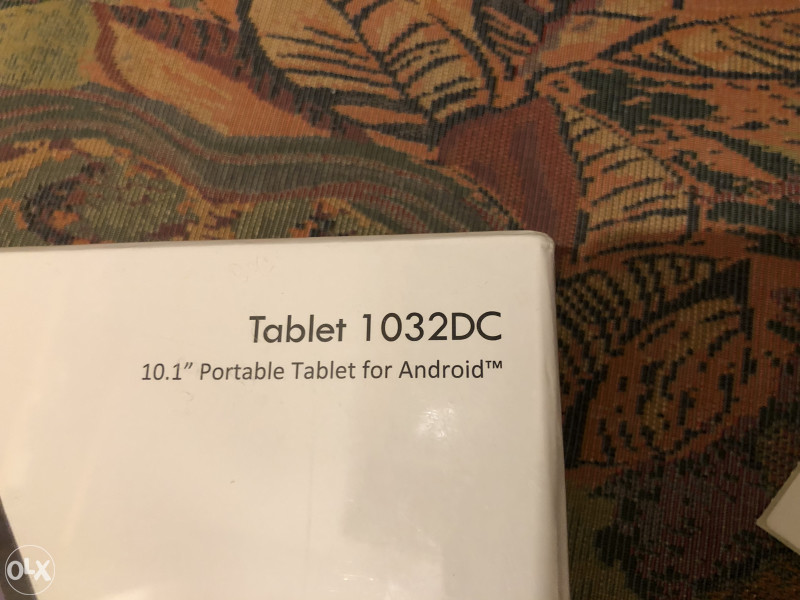 Tablet 1032DC
10.1" Portable Tablet for Android™
OLX